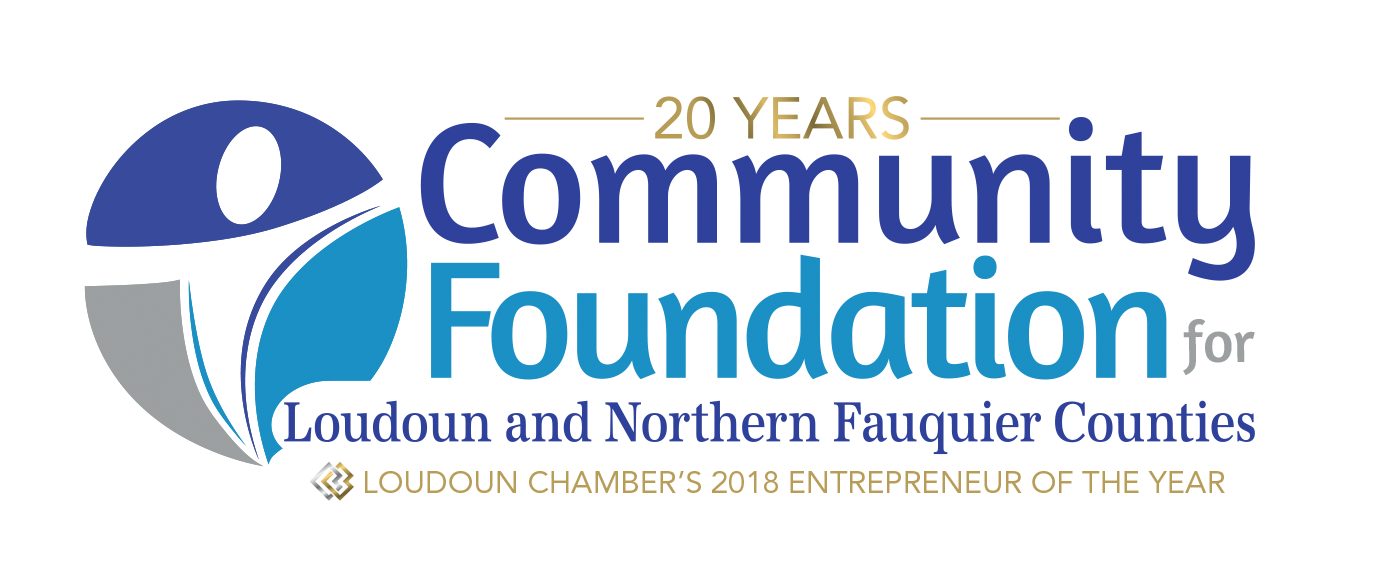 20 YEARS
Community
Foundation for
Loudoun and Northern Fauquier Counties
LOUDOUN CHAMBER'S 2018 ENTREPRENEUR OF THE YEAR